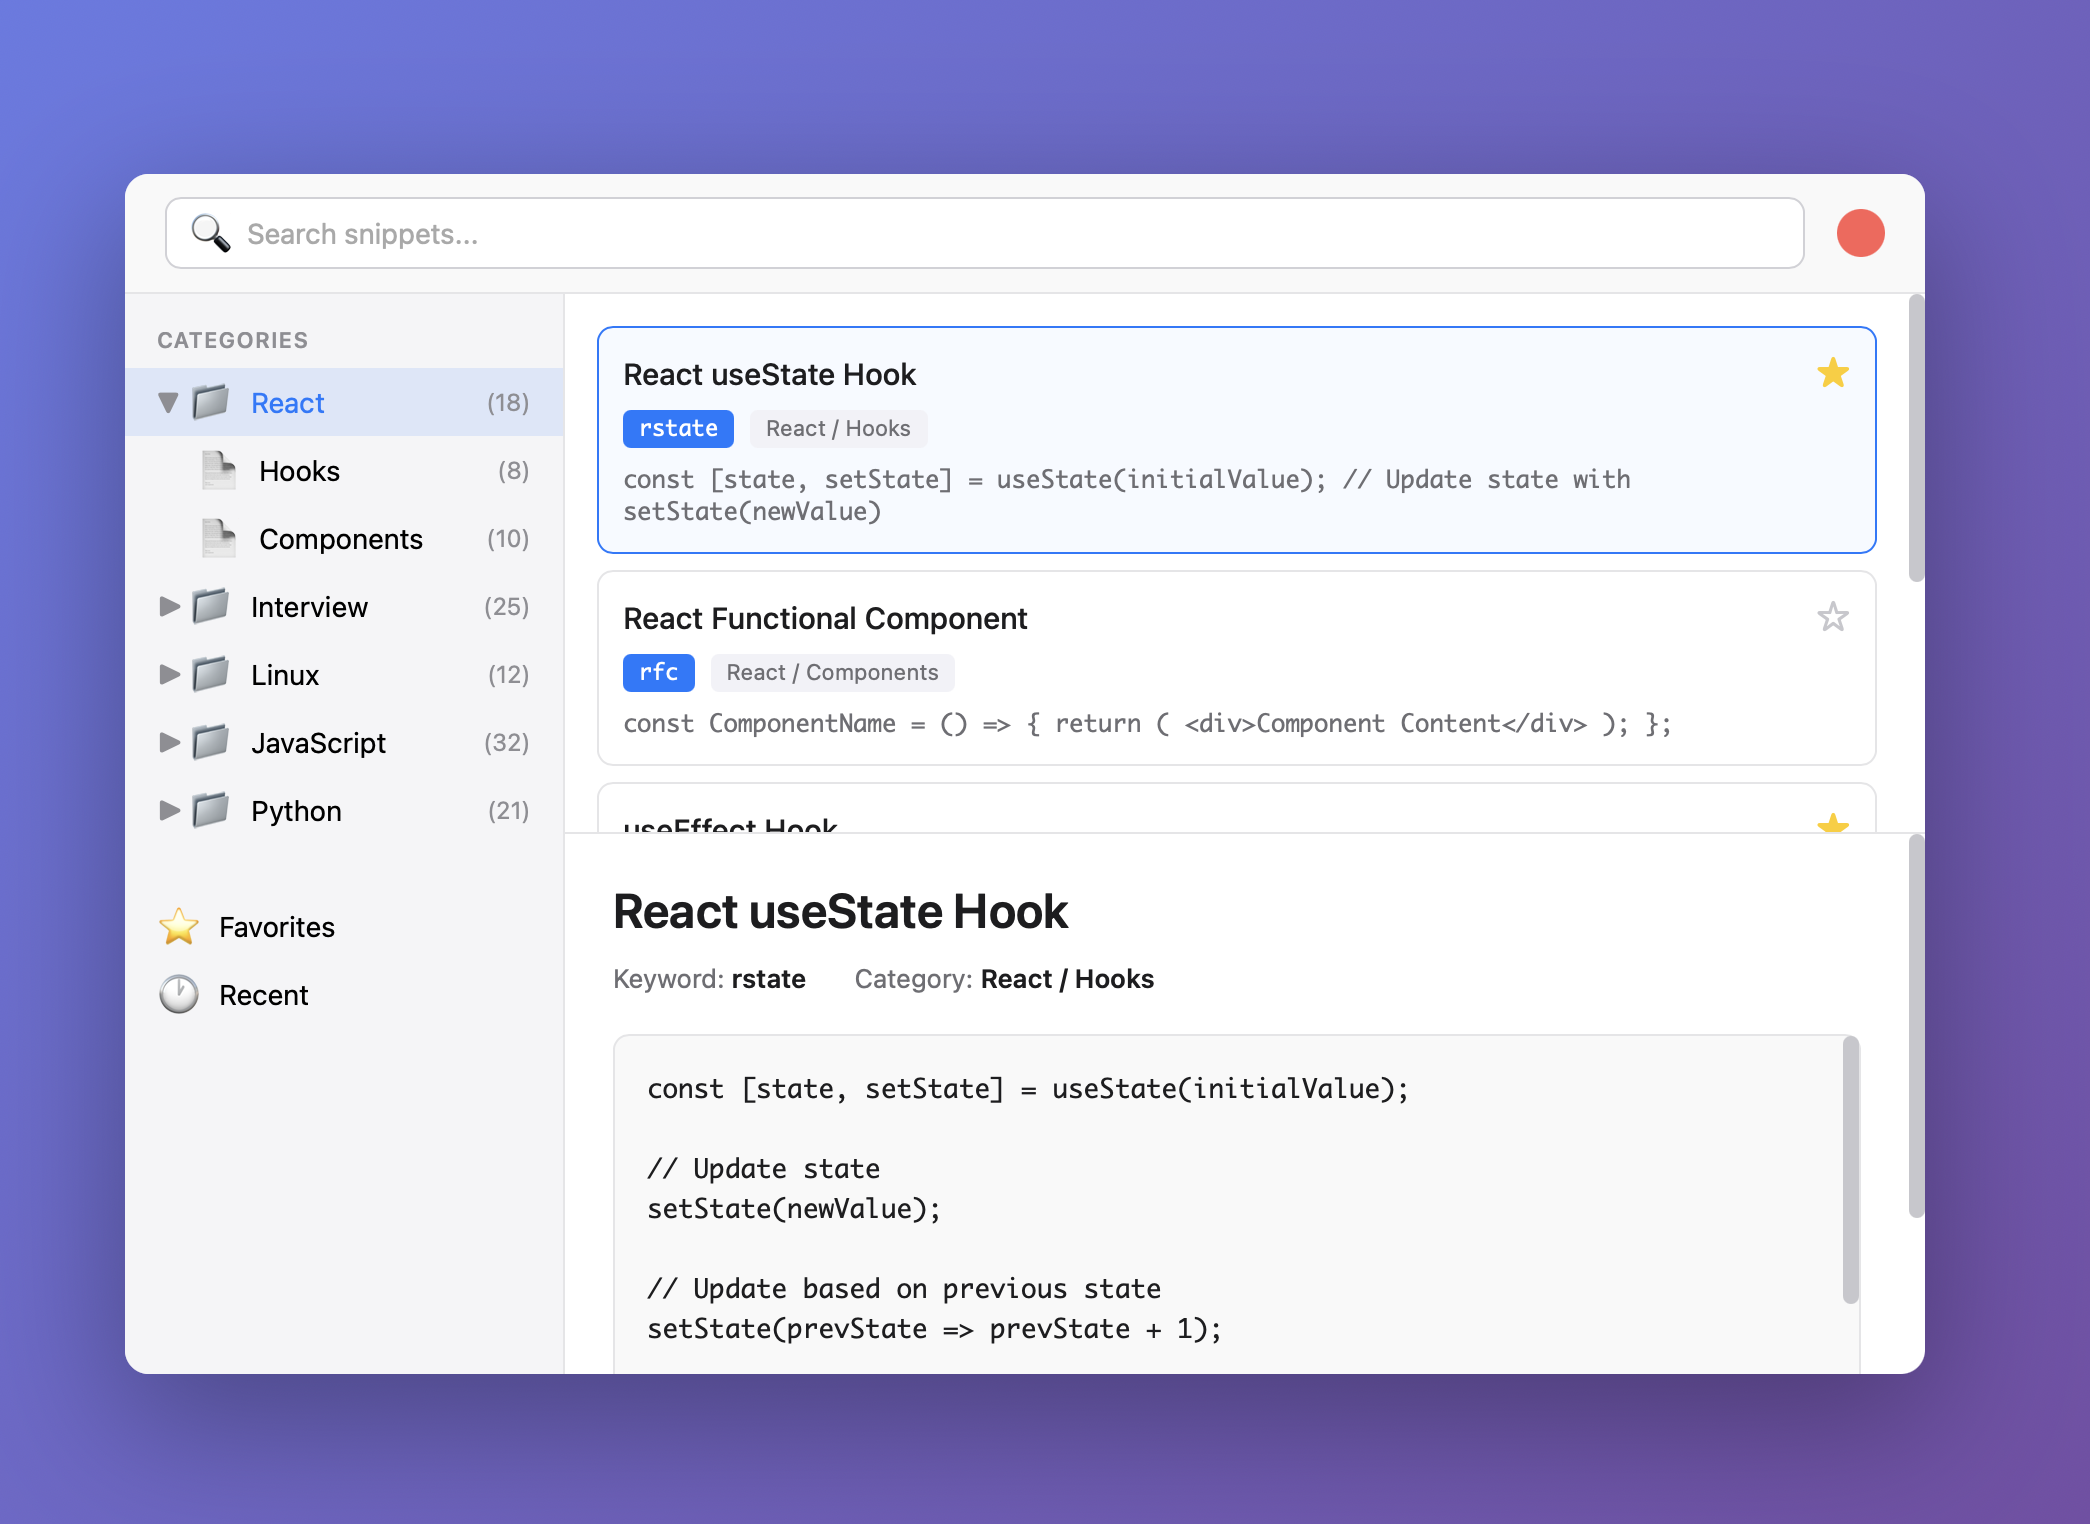 Search snippets...
CATEGORIES
React (18)
Hooks (8)
Components (10)
Interview (25)
Linux (12)
JavaScript (32)
Python (21)
Favorites
Recent
React useState Hook
rstate React / Hooks
const [state, setState] = useState(initialValue); // Update state with
setState(newValue)
React Functional Component
rfc React / Components
const ComponentName = () => { return ( <div>Component Content</div> ); };
useEffect Hook
React useState Hook
Keyword: rstate Category: React / Hooks
const [state, setState] = useState(initialValue);
// Update state
setState(newValue);
// Update based on previous state
setState(prevState => prevState + 1);